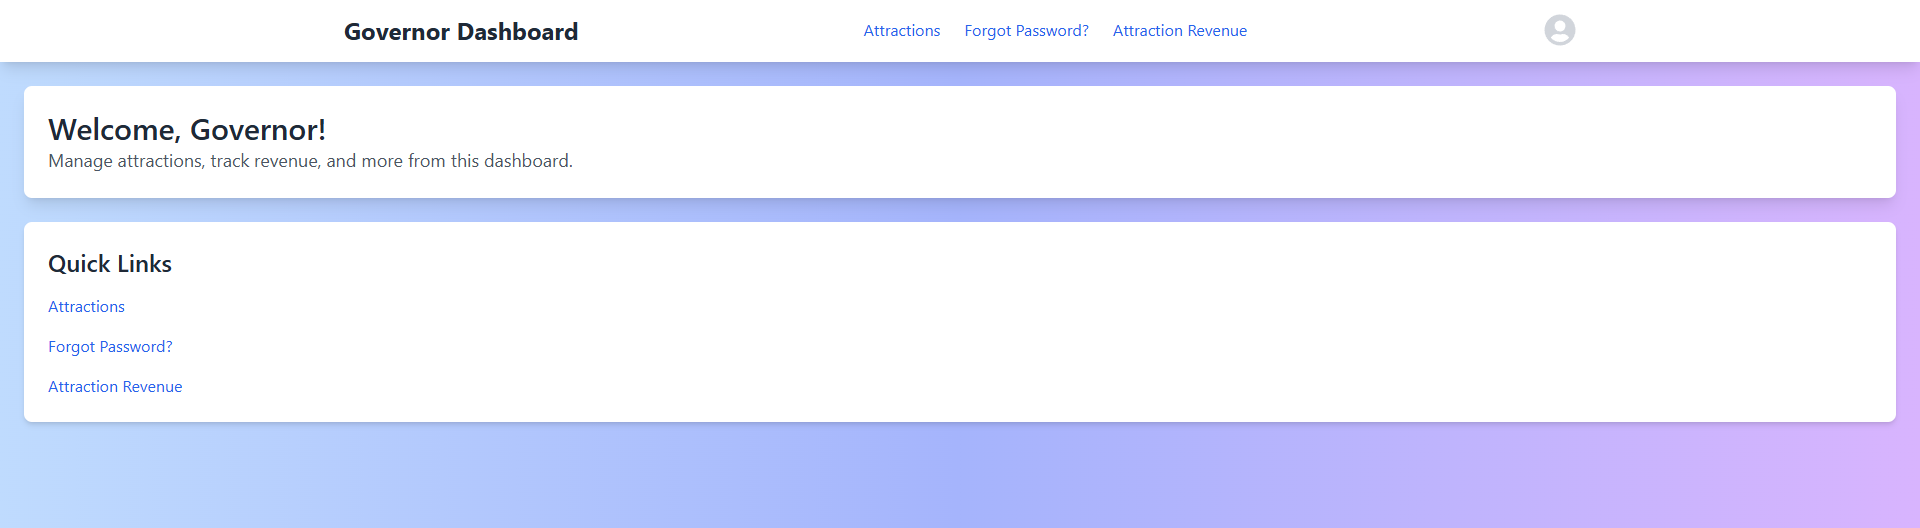 Governor Dashboard
Attractions Forgot Password? Attraction Revenue
Welcome, Governor!
Manage attractions, track revenue, and more from this dashboard.
Quick Links
Attractions
Forgot Password?
Attraction Revenue